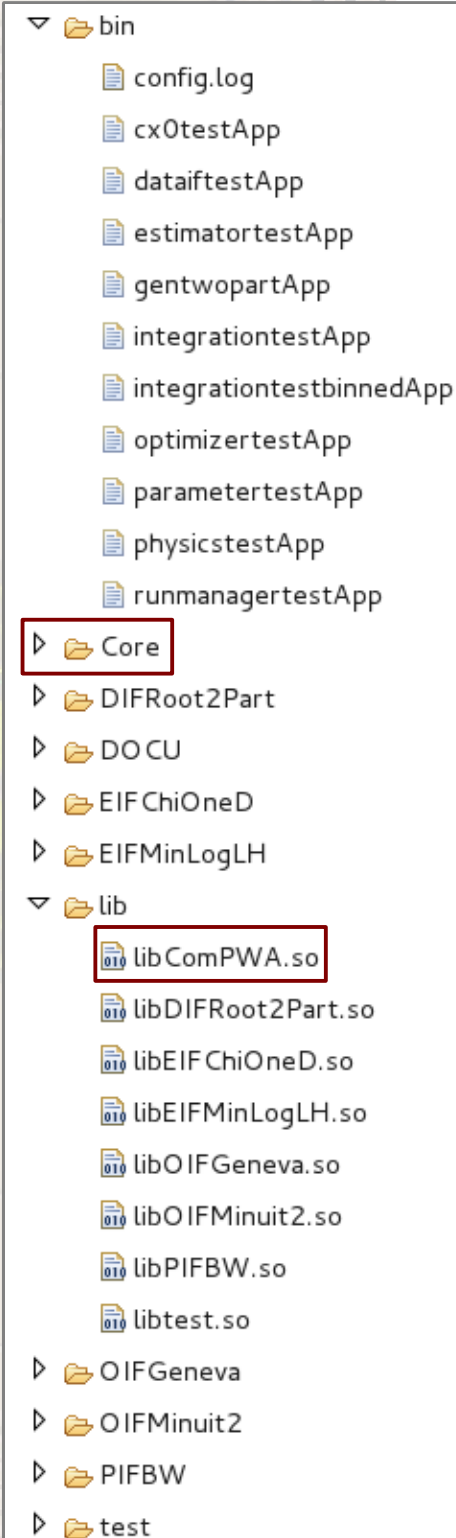 bin
config.log
cx0testApp
dataiftestApp
estimatortestApp
gentwopartApp
integrationtestApp
integrationtestbinnedApp
optimizertestApp
parametertestApp
physicstestApp
runmanagertestApp
Core
DIFRoot2Part
DOCU
EIFChiOneD
EIFMinLogLH
lib
libComPWA.so
libDIFRoot2Part.so
libEIFChiOneD.so
libEIFMinLogLH.so
libOIFGeneva.so
libOIFMinuit2.so
libPIFBW.so
libtest.so
OIFGeneva
OIFMinuit2
PIFBW
test